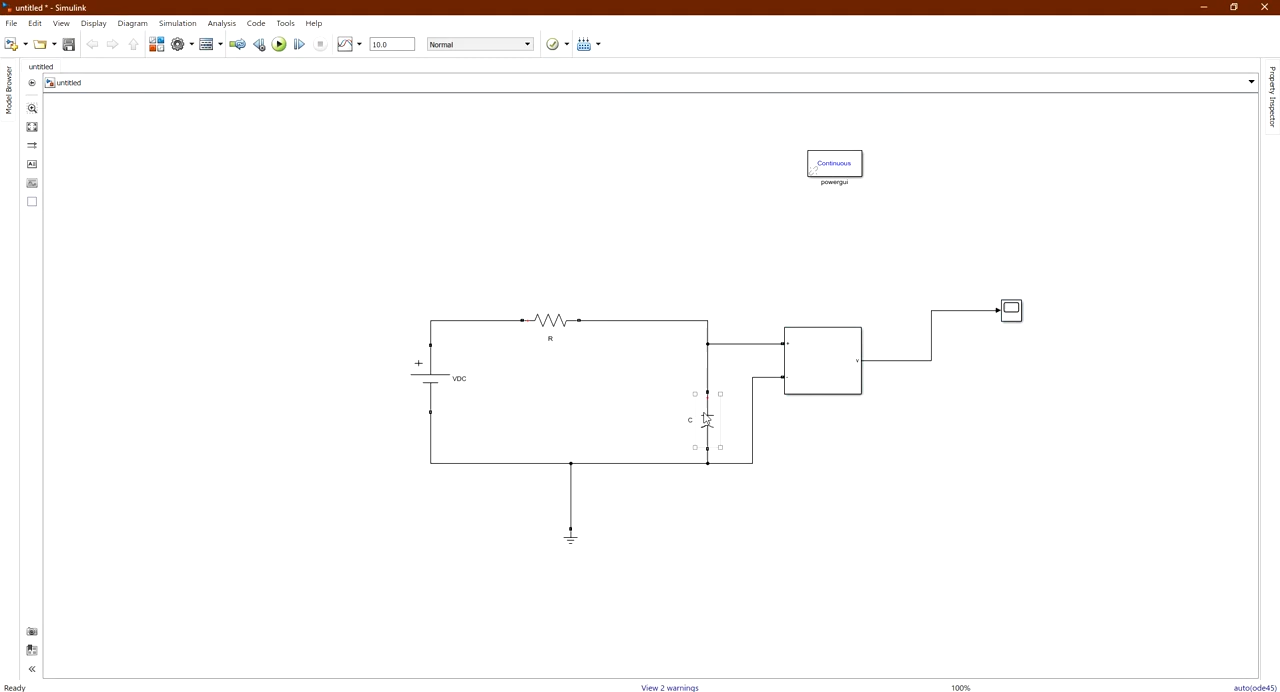 untitled * - Simulink
File Edit View Display Diagram Simulation Analysis Code Tools Help
10.0 Normal
untitled
untitled
Model Browser
Property Inspector
Continuous
powergui
R
+
VDC
C
+
-
v
Ready View 2 warnings 100% auto(ode45)